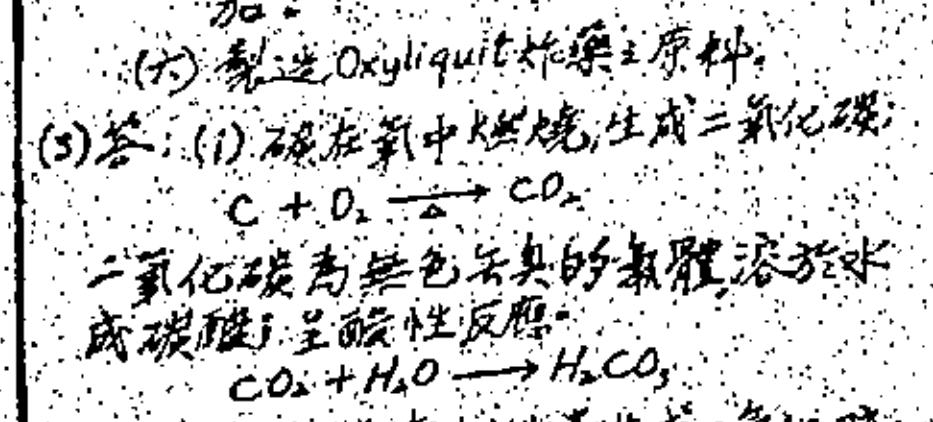 加。
(六) 製造Oxyliquit炸藥之原料。
(3)答：(1) 碳在氧中燃燒，生成二氧化碳；
C + O₂ —△→ CO₂
二氧化碳為無色無臭的氣體，溶於水
成碳酸；呈酸性反應。
CO₂ + H₂O ⟶ H₂CO₃